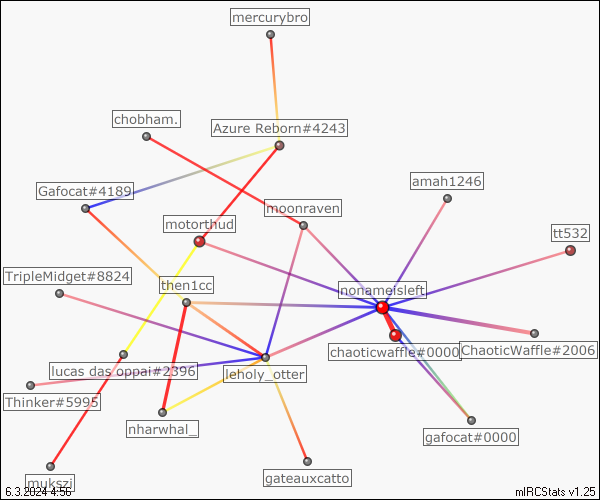 mercurybro
chobham.
Azure Reborn#4243
amah1246
Gafocat#4189
moonraven
motorthud
tt532
TripleMidget#8824
then1cc
nonameisleft
chaoticwaffle#0000
ChaoticWaffle#2006
lucas das oppai#2396
leholy_otter
Thinker#5995
nharwhal_
gafocat#0000
gateauxcatto
mukszi
6.3.2024 4:56
mIRCStats v1.25